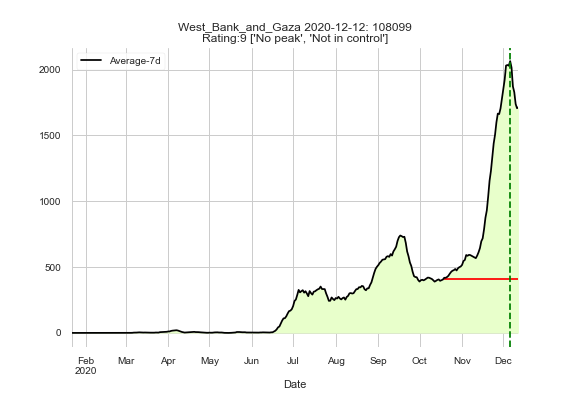 West_Bank_and_Gaza 2020-12-12: 108099
Rating:9 ['No peak', 'Not in control']
Average-7d
2000
1500
1000
500
0
Feb Mar Apr May Jun Jul Aug Sep Oct Nov Dec
2020
Date